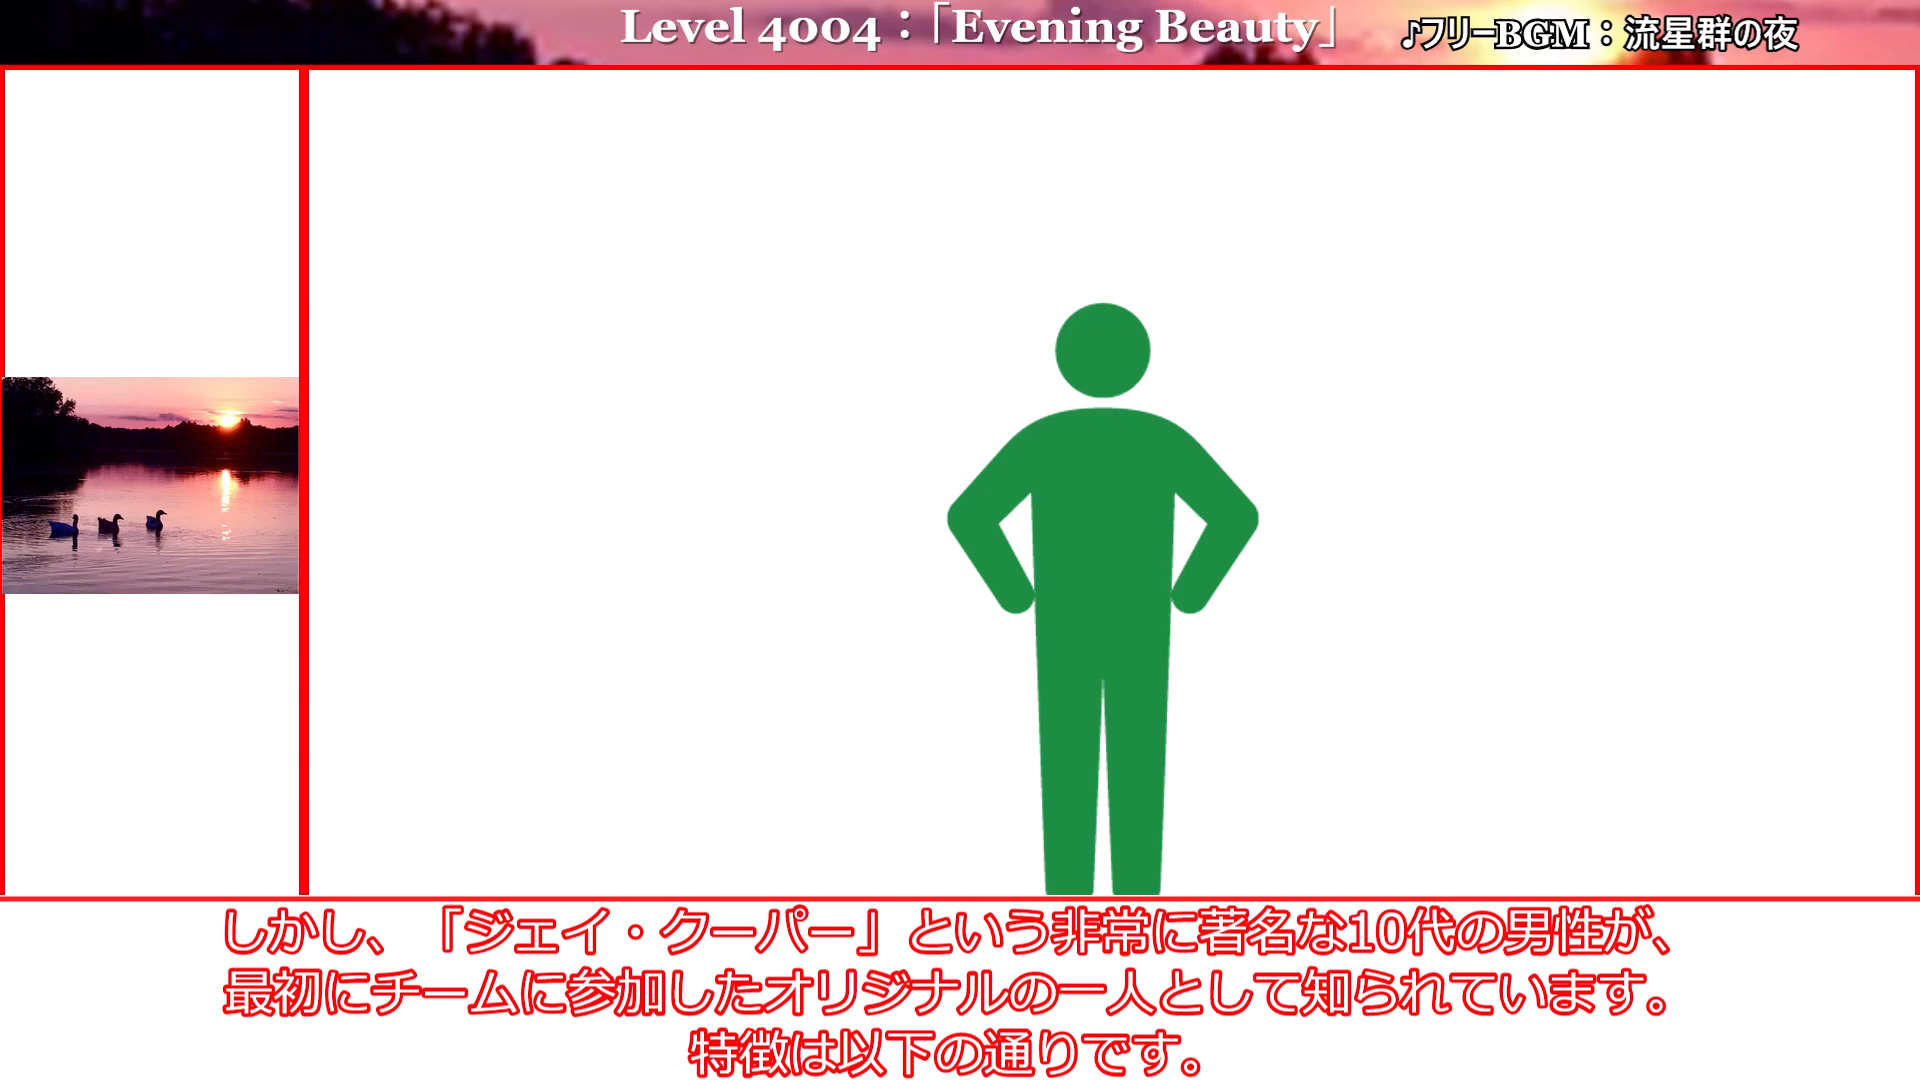 Level 4004：「Evening Beauty」
♪フリーBGM：流星群の夜
しかし、「ジェイ・クーパー」という非常に著名な10代の男性が、
最初にチームに参加したオリジナルの一人として知られています。
特徴は以下の通りです。